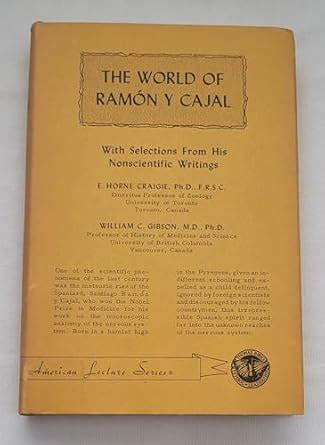 THE WORLD OF
RAMÓN Y CAJAL
With Selections From His
Nonscientific Writings
E. HORNE CRAIGIE, Ph.D., F.R.S.C.
Emeritus Professor of Zoology
University of Toronto
Toronto, Canada
WILLIAM C. GIBSON, M.D., Ph.D.
Professor of History of Medicine and Science
University of British Columbia
Vancouver, Canada
One of the scientific phe-
nomena of the last century
was the meteoric rise of the
Spaniard, Santiago Ramón
y Cajal, who won the Nobel
Prize in Medicine for his
work on the microscopic
anatomy of the nervous sys-
tem. Born in a hamlet high
in the Pyrenees, given an in-
different schooling and ex-
pelled as a child delinquent,
ignored by foreign scientists
and discouraged by his fellow
countrymen, this irrepres-
sible Spanish spirit ranged
far into the unknown reaches
of the nervous system.
American Lecture Series